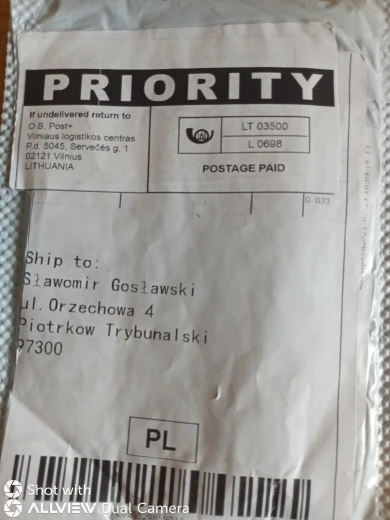 PRIORITY
If undelivered return to
O.B. Post+
Vilniaus logistikos centras
P.d. 5045, Servečės g. 1
02121 Vilnius
LITHUANIA
LT 03500
L 0698
POSTAGE PAID
0.033
Ship to:
Sławomir Gosławski
ul.Orzechowa 4
Piotrkow Trybunalski
97300
PL
Shot with
ALLVIEW Dual Camera